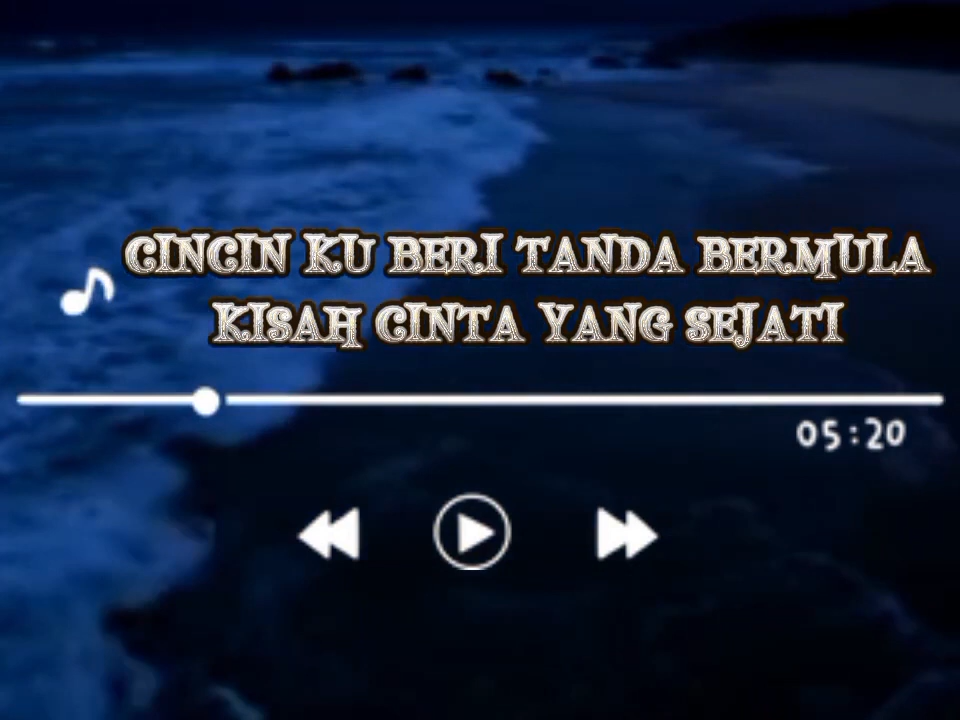 CINCIN KU BERI TANDA BERMULA
KISAH CINTA YANG SEJATI
05:20